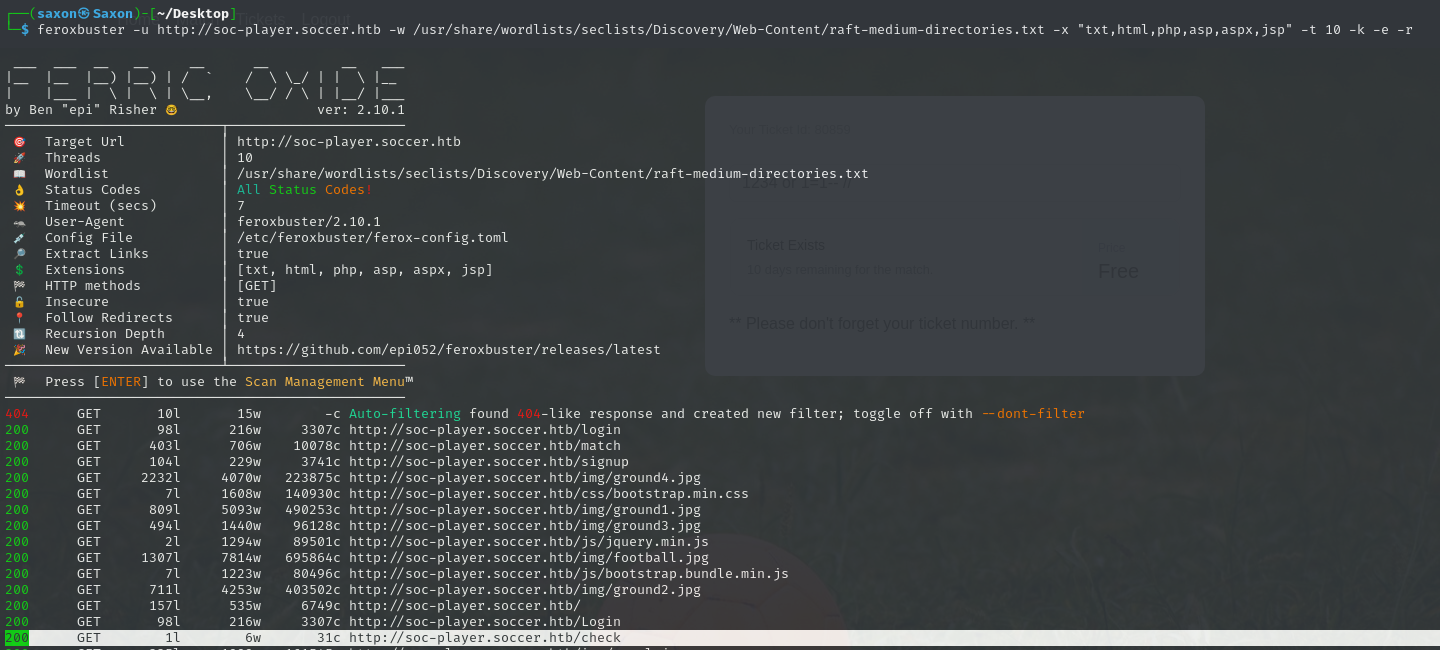 Tickets Logout
┌──(saxon㉿Saxon)-[~/Desktop]
└─$ feroxbuster -u http://soc-player.soccer.htb -w /usr/share/wordlists/seclists/Discovery/Web-Content/raft-medium-directories.txt -x "txt,html,php,asp,aspx,jsp" -t 10 -k -e -r
FERRIC OXIDE
by Ben "epi" Risher 🤓 ver: 2.10.1
🎯 Target Url │ http://soc-player.soccer.htb
🚀 Threads │ 10
📖 Wordlist │ /usr/share/wordlists/seclists/Discovery/Web-Content/raft-medium-directories.txt
👌 Status Codes │ All Status Codes!
💥 Timeout (secs) │ 7
🦡 User-Agent │ feroxbuster/2.10.1
💉 Config File │ /etc/feroxbuster/ferox-config.toml
🔎 Extract Links │ true
💲 Extensions │ [txt, html, php, asp, aspx, jsp]
🏁 HTTP methods │ [GET]
🔓 Insecure │ true
📍 Follow Redirects │ true
🔃 Recursion Depth │ 4
🎉 New Version Available │ https://github.com/epi052/feroxbuster/releases/latest
🏁 Press [ENTER] to use the Scan Management Menu™
404 GET 10l 15w -c Auto-filtering found 404-like response and created new filter; toggle off with --dont-filter
200 GET 98l 216w 3307c http://soc-player.soccer.htb/login
200 GET 403l 706w 10078c http://soc-player.soccer.htb/match
200 GET 104l 229w 3741c http://soc-player.soccer.htb/signup
200 GET 2232l 4070w 223875c http://soc-player.soccer.htb/img/ground4.jpg
200 GET 7l 1608w 140930c http://soc-player.soccer.htb/css/bootstrap.min.css
200 GET 809l 5093w 490253c http://soc-player.soccer.htb/img/ground1.jpg
200 GET 494l 1440w 96128c http://soc-player.soccer.htb/img/ground3.jpg
200 GET 2l 1294w 89501c http://soc-player.soccer.htb/js/jquery.min.js
200 GET 1307l 7814w 695864c http://soc-player.soccer.htb/img/football.jpg
200 GET 7l 1223w 80496c http://soc-player.soccer.htb/js/bootstrap.bundle.min.js
200 GET 711l 4253w 403502c http://soc-player.soccer.htb/img/ground2.jpg
200 GET 157l 535w 6749c http://soc-player.soccer.htb/
200 GET 98l 216w 3307c http://soc-player.soccer.htb/Login
200 GET 1l 6w 31c http://soc-player.soccer.htb/check
Ticket Exists
10 days remaining for the match
Free
** Please don't forget your ticket number. **